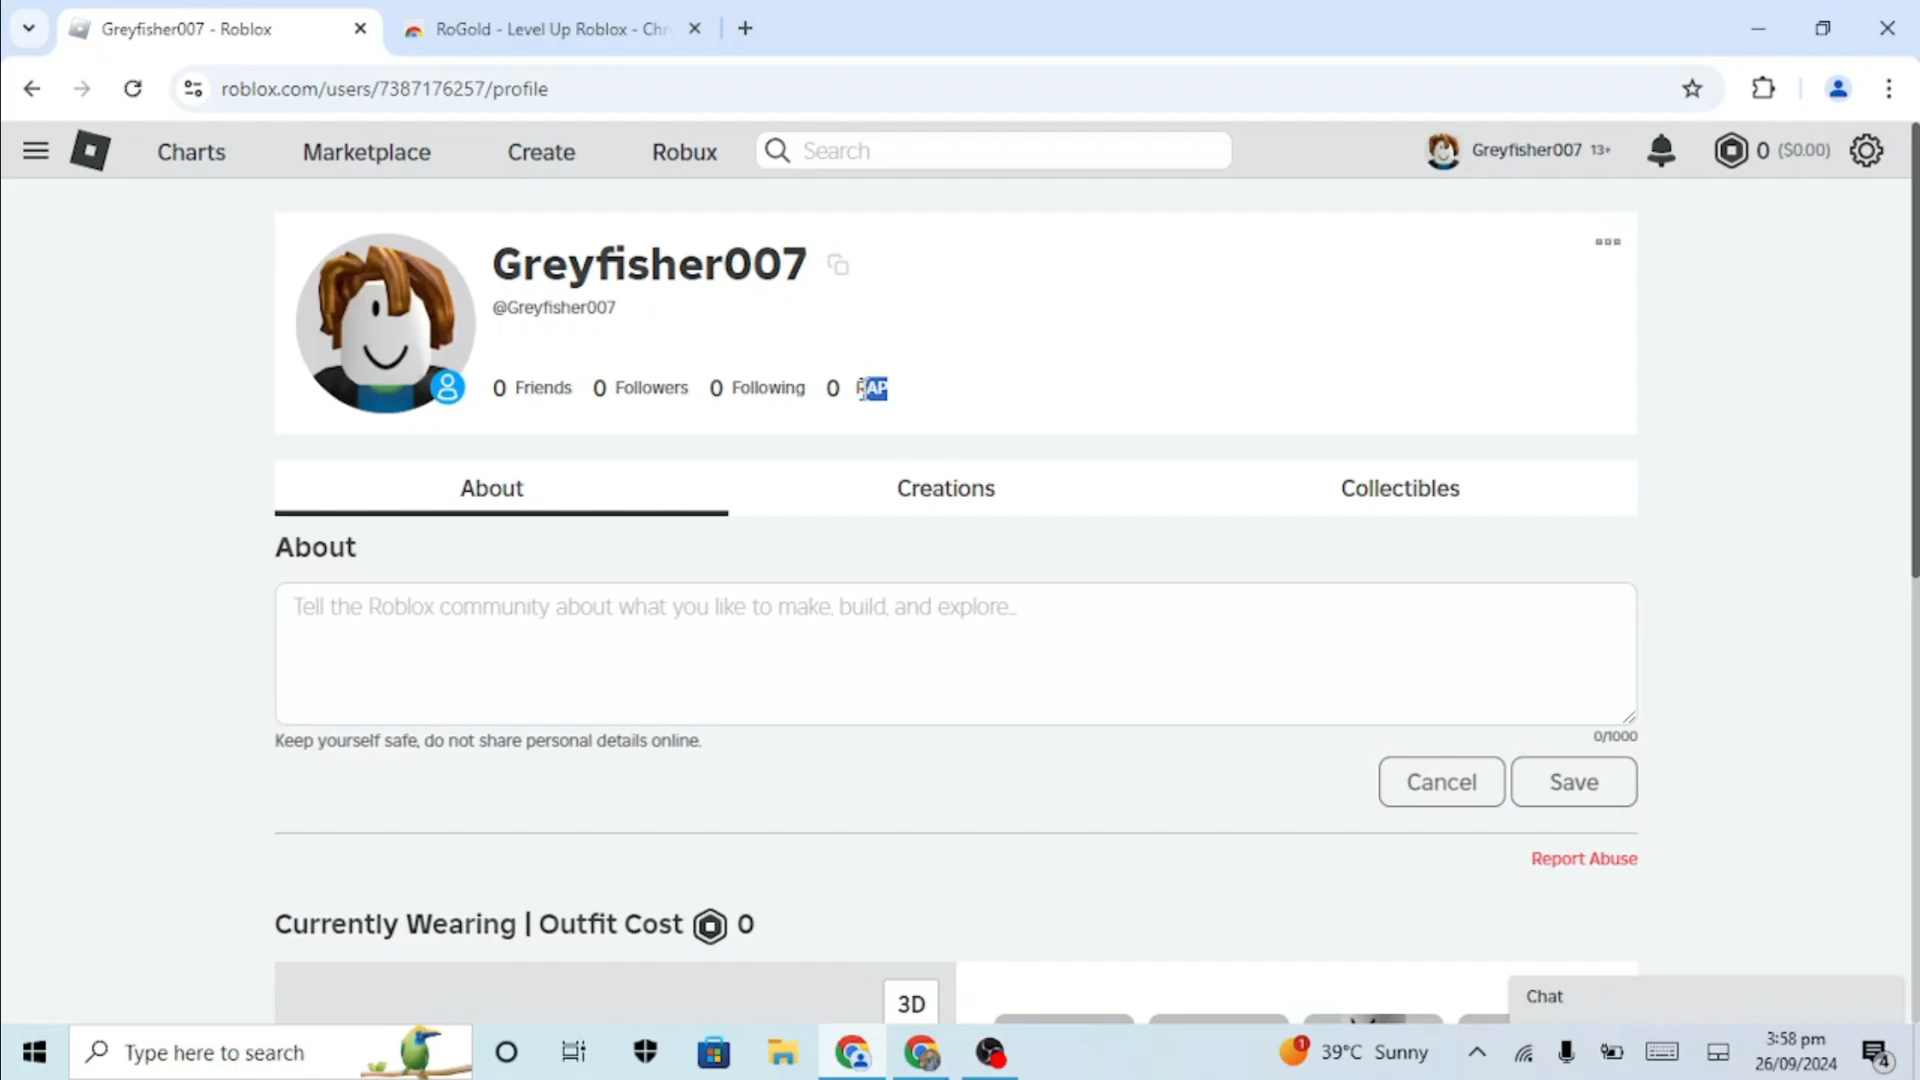 Greyfisher007 - Roblox
RoGold - Level Up Roblox - Chr
roblox.com/users/7387176257/profile
Charts Marketplace Create Robux Search Greyfisher007 13+ 0 ($0.00)
Greyfisher007
@Greyfisher007
0 Friends 0 Followers 0 Following 0 RAP
About Creations Collectibles
About
Tell the Roblox community about what you like to make, build, and explore...
Keep yourself safe, do not share personal details online.
0/1000
Cancel Save
Report Abuse
Currently Wearing | Outfit Cost 0
3D
Chat
Type here to search 1 39°C Sunny 3:58 pm
26/09/2024 4